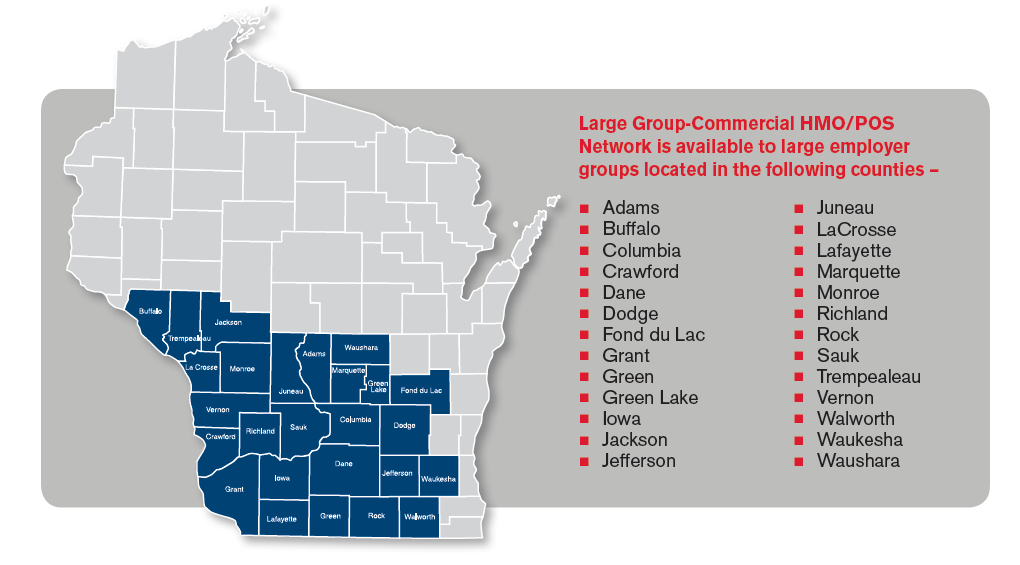 Large Group-Commercial HMO/POS
Network is available to large employer
groups located in the following counties –
Adams
Buffalo
Columbia
Crawford
Dane
Dodge
Fond du Lac
Grant
Green
Green Lake
Iowa
Jackson
Jefferson
Juneau
LaCrosse
Lafayette
Marquette
Monroe
Richland
Rock
Sauk
Trempealeau
Vernon
Walworth
Waukesha
Waushara
Buffalo
Jackson
Trempealeau
La Crosse
Monroe
Adams
Waushara
Marquette
Green
Lake
Juneau
Fond du Lac
Vernon
Columbia
Dodge
Sauk
Richland
Crawford
Dane
Jefferson
Waukesha
Iowa
Grant
Lafayette
Green
Rock
Walworth